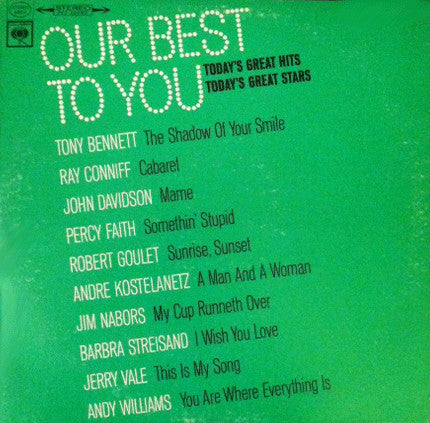 STEREO
OUR BEST
TO YOU
TODAY'S GREAT HITS
TODAY'S GREAT STARS
TONY BENNETT The Shadow Of Your Smile
RAY CONNIFF Cabaret
JOHN DAVIDSON Mame
PERCY FAITH Somethin' Stupid
ROBERT GOULET Sunrise, Sunset
ANDRE KOSTELANETZ A Man And A Woman
JIM NABORS My Cup Runneth Over
BARBRA STREISAND I Wish You Love
JERRY VALE This Is My Song
ANDY WILLIAMS You Are Where Everything Is